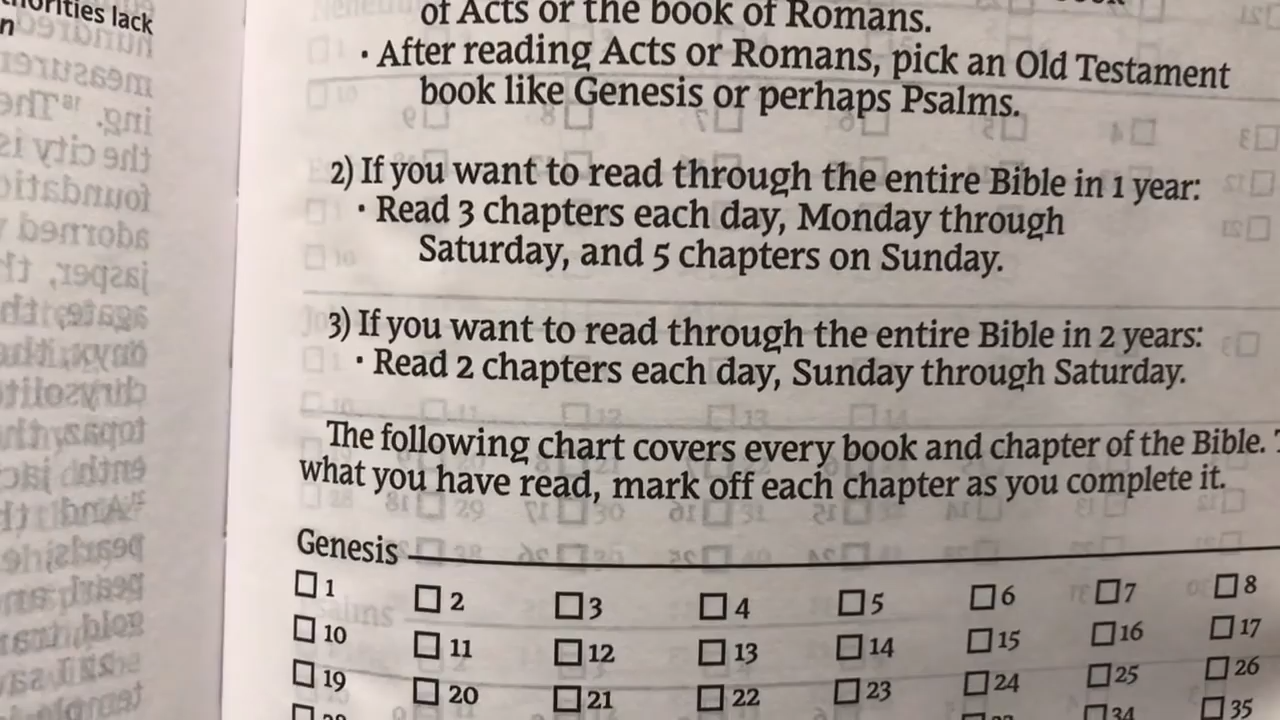 orities lack
n
of Acts or the book of Romans.
· After reading Acts or Romans, pick an Old Testament
book like Genesis or perhaps Psalms.
2) If you want to read through the entire Bible in 1 year:
· Read 3 chapters each day, Monday through
Saturday, and 5 chapters on Sunday.
3) If you want to read through the entire Bible in 2 years:
· Read 2 chapters each day, Sunday through Saturday.
The following chart covers every book and chapter of the Bible.
what you have read, mark off each chapter as you complete it.
Genesis
☐ 1 ☐ 2 ☐ 3 ☐ 4 ☐ 5 ☐ 6 ☐ 7 ☐ 8
☐ 10 ☐ 11 ☐ 12 ☐ 13 ☐ 14 ☐ 15 ☐ 16 ☐ 17
☐ 19 ☐ 20 ☐ 21 ☐ 22 ☐ 23 ☐ 24 ☐ 25 ☐ 26
☐ 34 ☐ 35